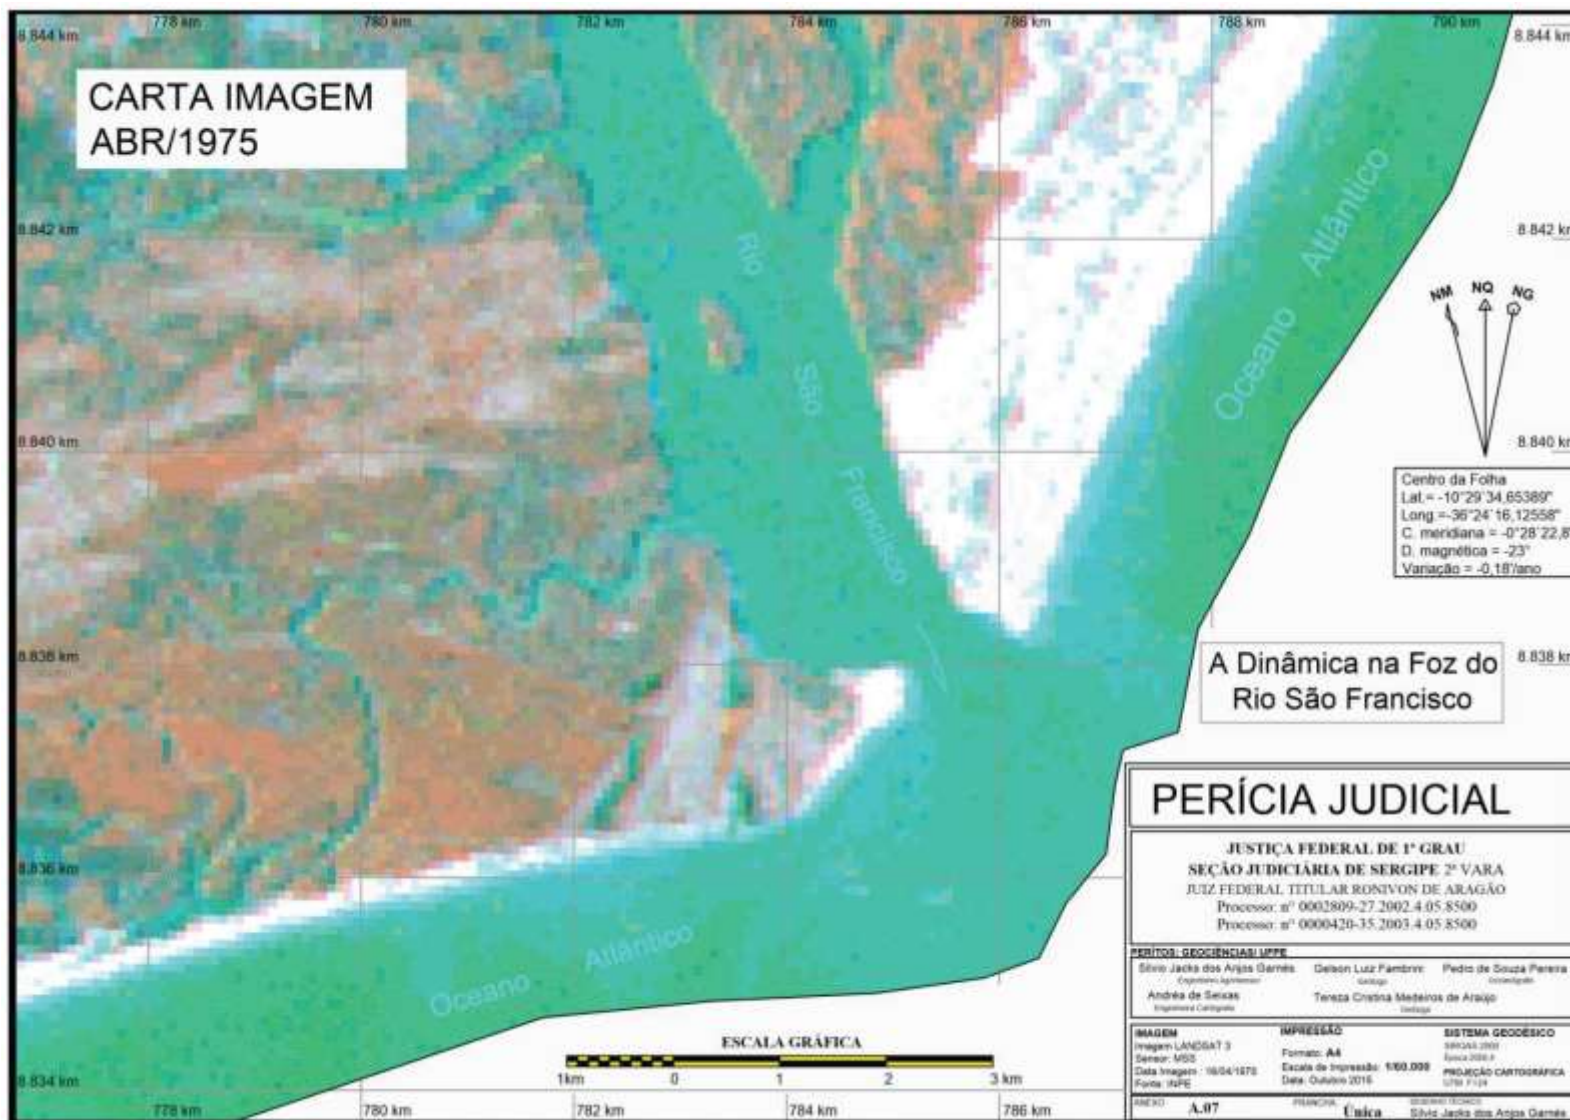 778 km
780 km
782 km
784 km
786 km
788 km
790 km
8.844 km
8.844 km
CARTA IMAGEM
ABR/1975
8.842 km
8.842 km
Rio
São
Francisco
Oceano Atlântico
NM NQ NG
8.840 km
8.840 km
Centro da Folha
Lat.= -10°29'34,65389"
Long.=-36°24'16,12558"
C. meridiana = -0°28'22,8
D. magnética = -23°
Variação = -0,18'/ano
8.838 km
8.838 km
A Dinâmica na Foz do
Rio São Francisco
PERÍCIA JUDICIAL
JUSTIÇA FEDERAL DE 1º GRAU
SEÇÃO JUDICIÁRIA DE SERGIPE 2ª VARA
JUIZ FEDERAL TITULAR RONIVON DE ARAGÃO
Processo: nº 0002809-27.2002.4.05.8500
Processo: nº 0000420-35.2003.4.05.8500
8.836 km
Oceano Atlântico
PERITOS: GEOCIÊNCIAS/ UFPE
Silvio Jacks dos Anjos Garnés Gelson Luiz Fambrini Pedro de Souza Pereira
Andréa de Seixas Tereza Cristina Medeiros de Araújo
IMAGEM
Imagem LANDSAT 3
Sensor: MSS
Fonte: INPE
IMPRESSÃO
Formato: A4
Escala de Impressão: 1/60.000
Data: Outubro 2016
SISTEMA GEODÉSICO
PROJEÇÃO CARTOGRÁFICA
ESCALA GRÁFICA
1km 0 1 2 3 km
8.834 km
778 km
780 km
782 km
784 km
786 km
ANEXO A.07
PRANCHA Única
Silvio Jacks dos Anjos Garnés